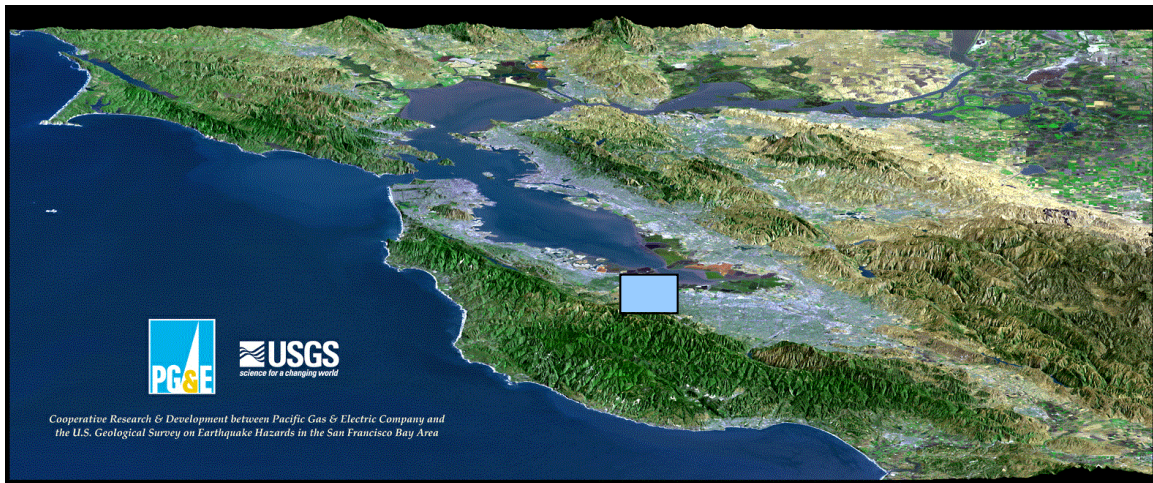 PG&E
USGS
science for a changing world
Cooperative Research & Development between Pacific Gas & Electric Company and
the U.S. Geological Survey on Earthquake Hazards in the San Francisco Bay Area